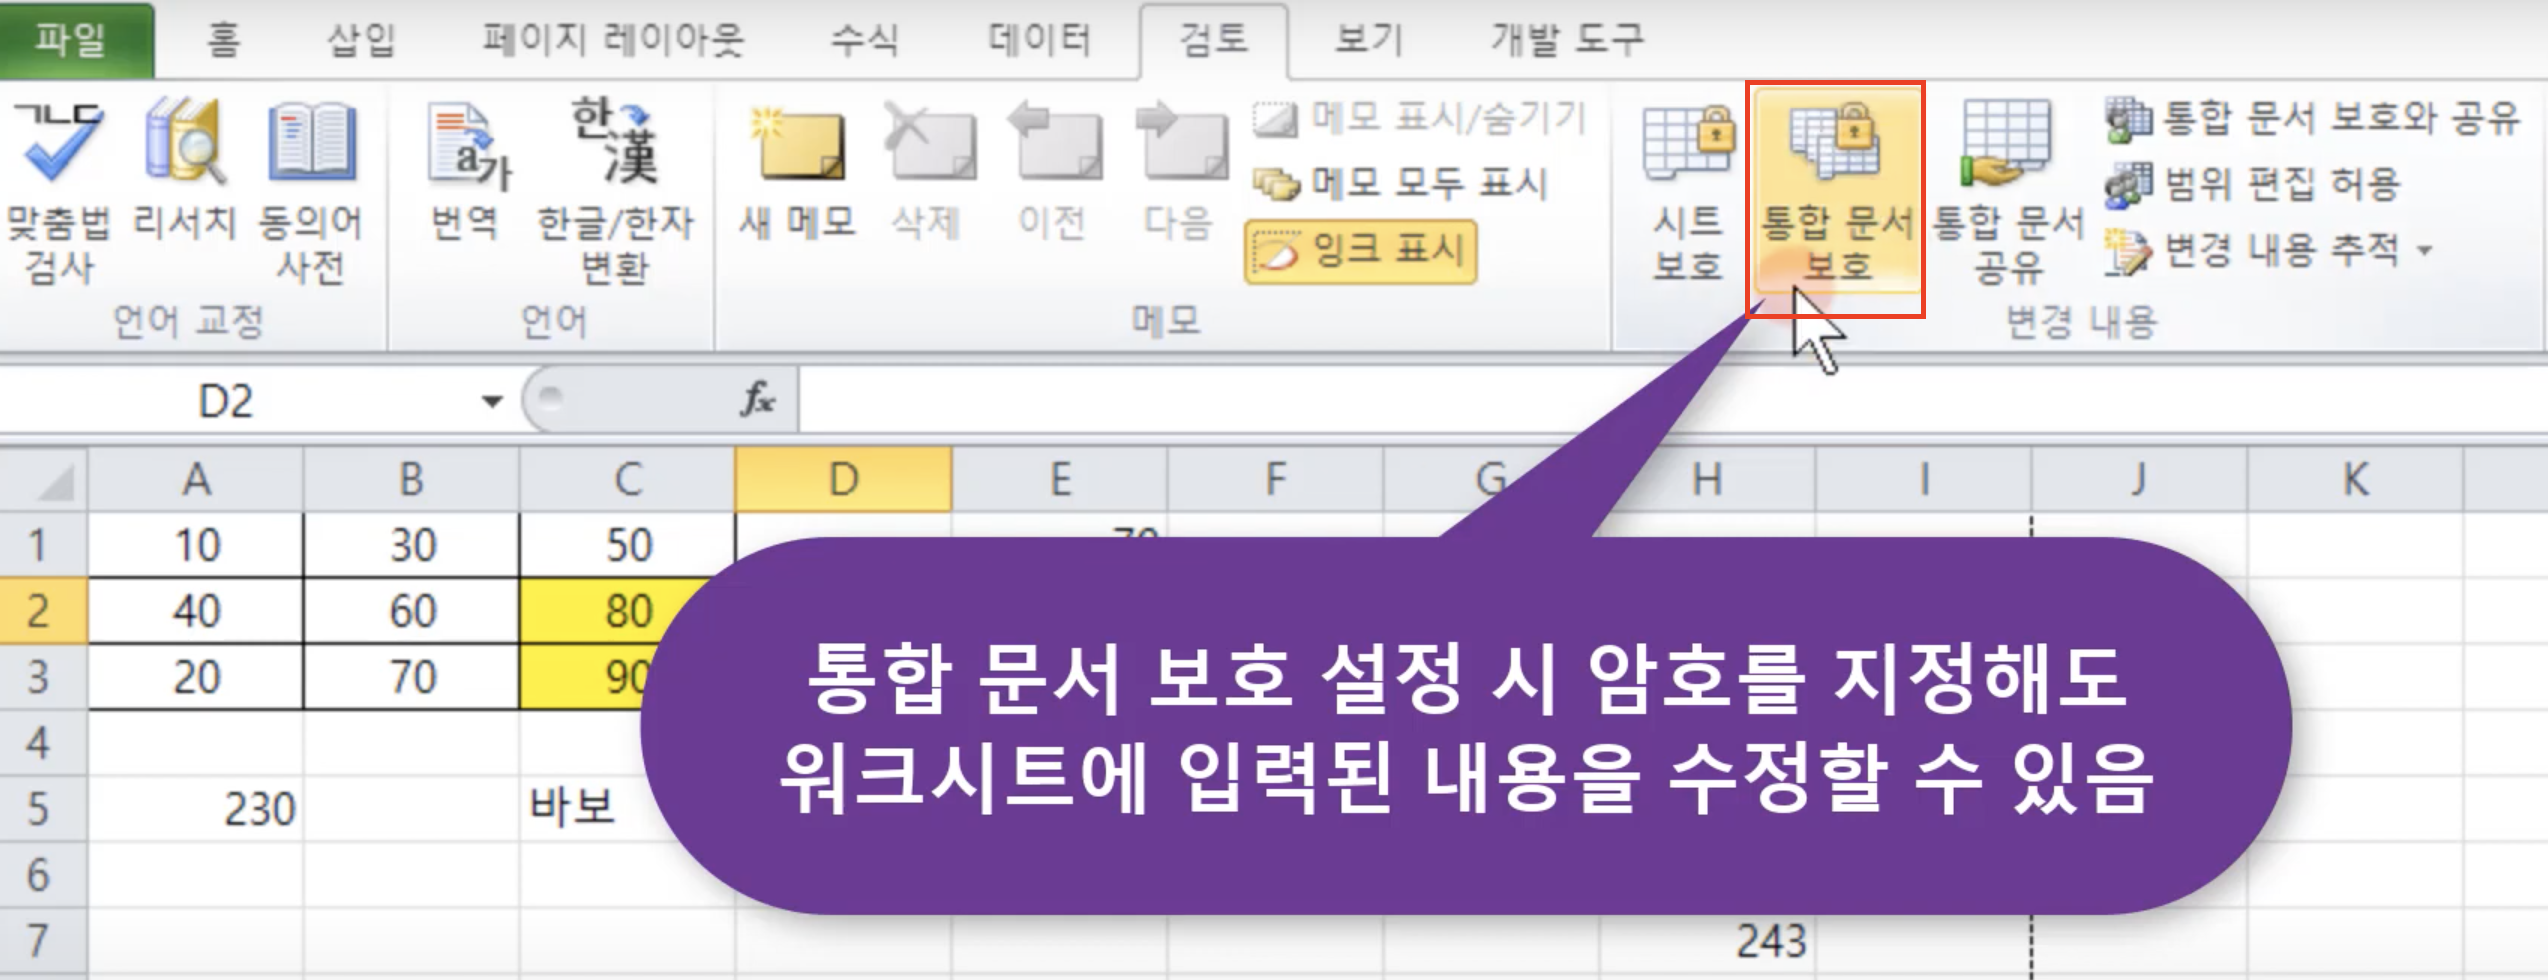 파일 홈 삽입 페이지 레이아웃 수식 데이터 검토 보기 개발 도구
ㄱㄴㄷ
맞춤법
검사
리서치
동의어
사전
언어 교정
a가
번역
한漢
한글/한자
변환
언어
새 메모
삭제
이전
다음
메모 표시/숨기기
메모 모두 표시
잉크 표시
메모
시트
보호
통합 문서
보호
통합 문서
공유
통합 문서 보호와 공유
범위 편집 허용
변경 내용 추적
변경 내용
D2 fx
A B C D E F G H I J K
1 10 30 50
2 40 60 80
3 20 70 90
4
5 230 바보
6
7 243
통합 문서 보호 설정 시 암호를 지정해도
워크시트에 입력된 내용을 수정할 수 있음